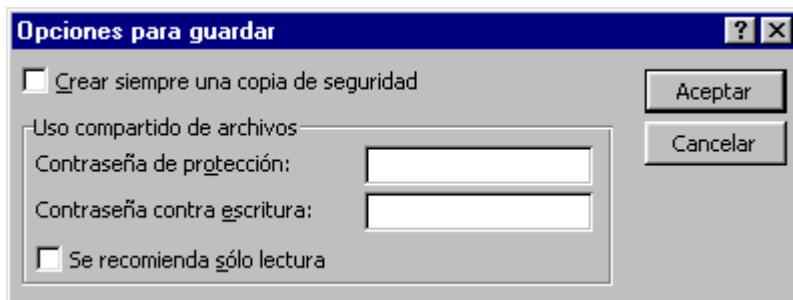 Opciones para guardar
Crear siempre una copia de seguridad
Aceptar
Uso compartido de archivos
Cancelar
Contraseña de protección:
Contraseña contra escritura:
Se recomienda sólo lectura